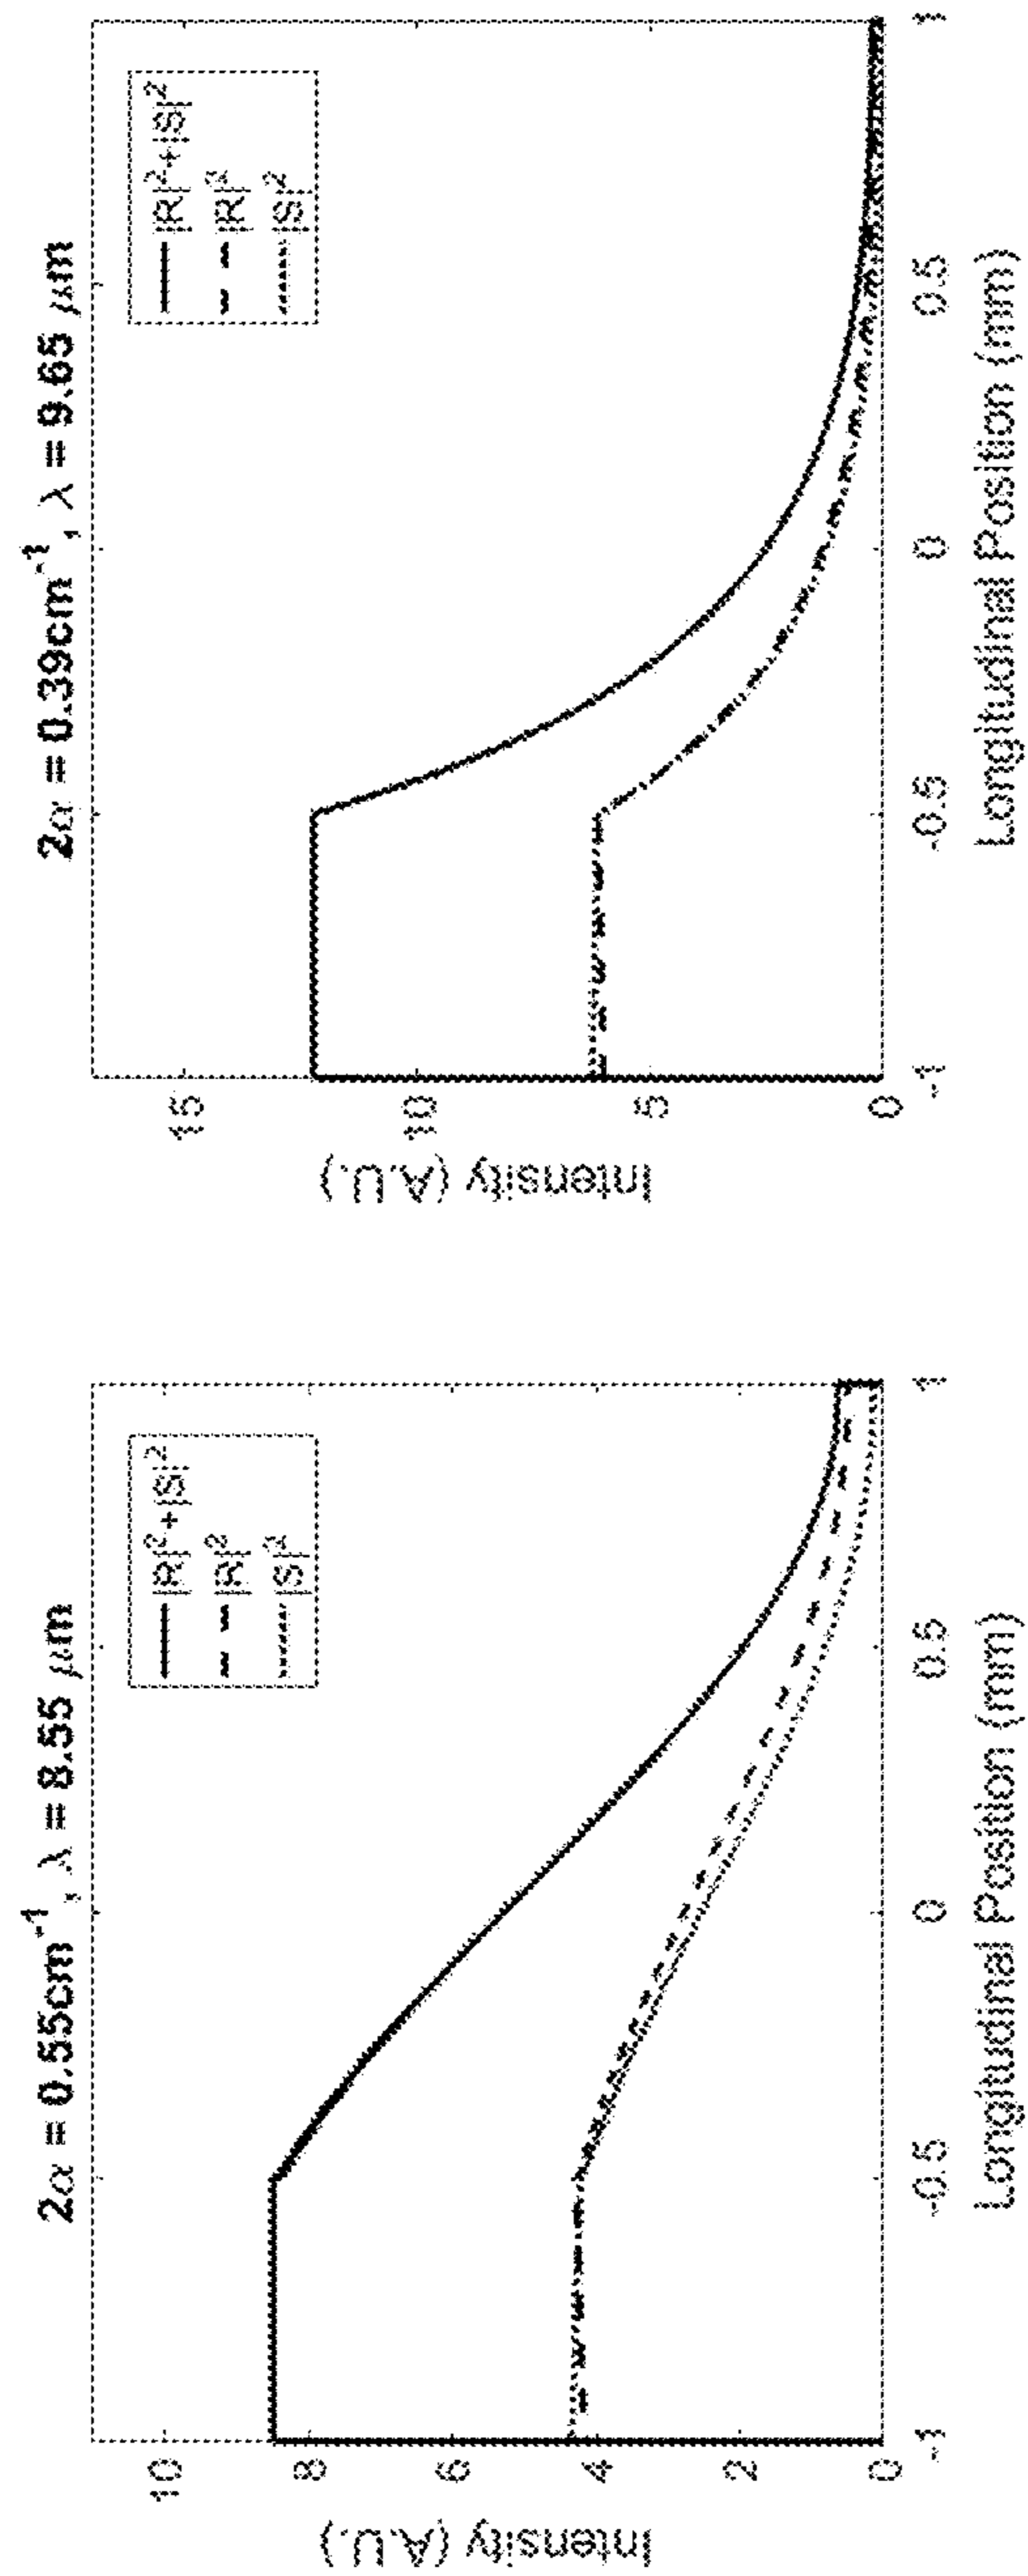 2α = 0.55cm⁻¹, λ = 8.55 μm
|R|²+|S|²
|R|²
|S|²
10
8
6
4
2
0
Intensity (A.U.)
-1
-0.5
0
0.5
1
Longitudinal Position (mm)
2α = 0.39cm⁻¹, λ = 9.65 μm
|R|²+|S|²
|R|²
|S|²
15
10
5
0
Intensity (A.U.)
-1
-0.5
0
0.5
1
Longitudinal Position (mm)